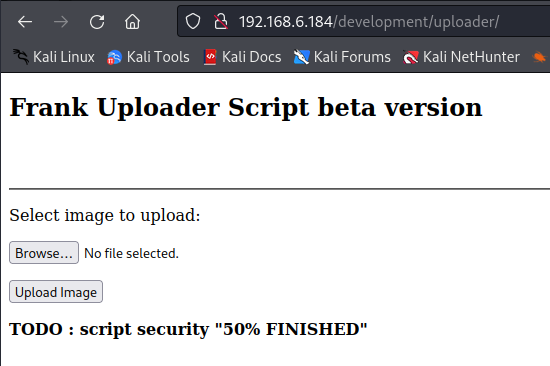 192.168.6.184/development/uploader/
Kali Linux Kali Tools Kali Docs Kali Forums Kali NetHunter
Frank Uploader Script beta version
Select image to upload:
Browse... No file selected.
Upload Image
TODO : script security "50% FINISHED"